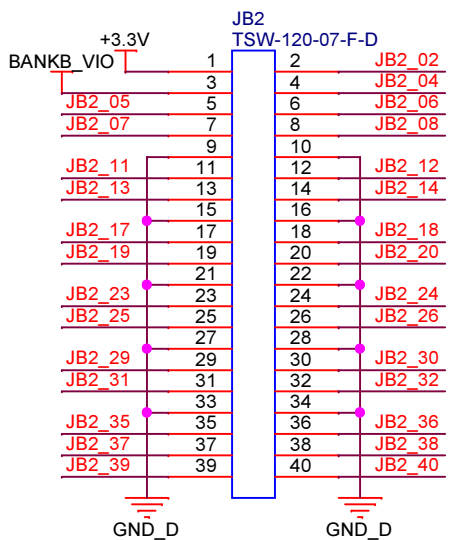 JB2
TSW-120-07-F-D
+3.3V
BANKB_VIO
1 2 JB2_02
3 4 JB2_04
JB2_05 5 6 JB2_06
JB2_07 7 8 JB2_08
9 10
JB2_11 11 12 JB2_12
JB2_13 13 14 JB2_14
15 16
JB2_17 17 18 JB2_18
JB2_19 19 20 JB2_20
21 22
JB2_23 23 24 JB2_24
JB2_25 25 26 JB2_26
27 28
JB2_29 29 30 JB2_30
JB2_31 31 32 JB2_32
33 34
JB2_35 35 36 JB2_36
JB2_37 37 38 JB2_38
JB2_39 39 40 JB2_40
GND_D GND_D